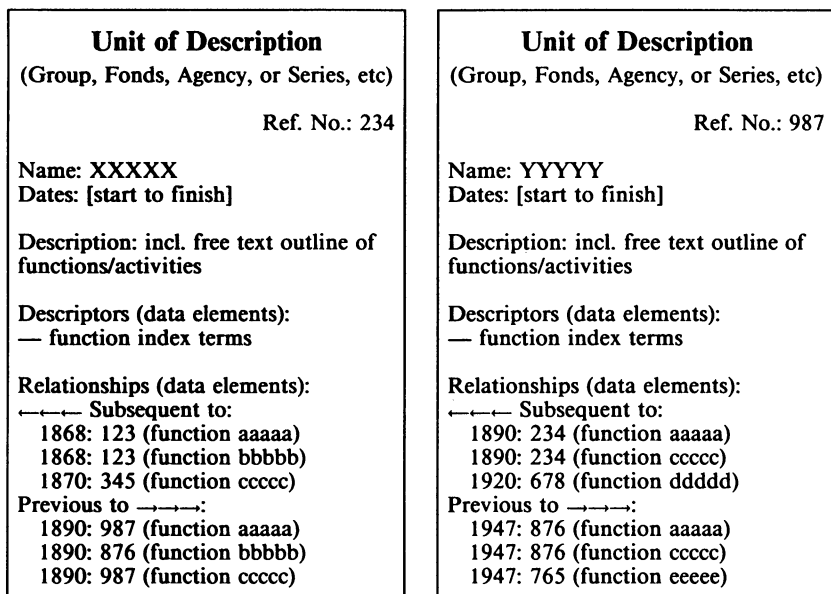 Unit of Description
(Group, Fonds, Agency, or Series, etc)
Ref. No.: 234
Name: XXXXX
Dates: [start to finish]
Description: incl. free text outline of
functions/activities
Descriptors (data elements):
— function index terms
Relationships (data elements):
←←← Subsequent to:
1868: 123 (function aaaaa)
1868: 123 (function bbbbb)
1870: 345 (function ccccc)
Previous to →→→:
1890: 987 (function aaaaa)
1890: 876 (function bbbbb)
1890: 987 (function ccccc)
Unit of Description
(Group, Fonds, Agency, or Series, etc)
Ref. No.: 987
Name: YYYYY
Dates: [start to finish]
Description: incl. free text outline of
functions/activities
Descriptors (data elements):
— function index terms
Relationships (data elements):
←←← Subsequent to:
1890: 234 (function aaaaa)
1890: 234 (function ccccc)
1920: 678 (function ddddd)
Previous to →→→:
1947: 876 (function aaaaa)
1947: 876 (function ccccc)
1947: 765 (function eeeee)